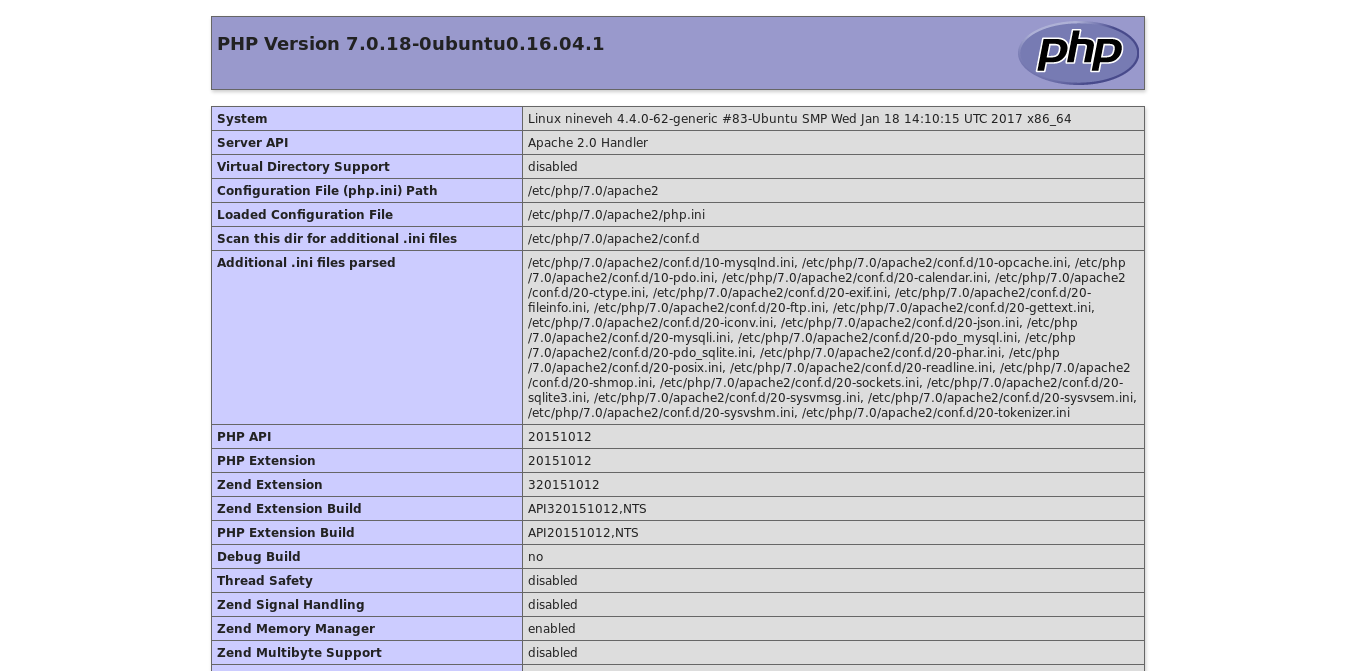 PHP Version 7.0.18-0ubuntu0.16.04.1
php
System Linux nineveh 4.4.0-62-generic #83-Ubuntu SMP Wed Jan 18 14:10:15 UTC 2017 x86_64
Server API Apache 2.0 Handler
Virtual Directory Support disabled
Configuration File (php.ini) Path /etc/php/7.0/apache2
Loaded Configuration File /etc/php/7.0/apache2/php.ini
Scan this dir for additional .ini files /etc/php/7.0/apache2/conf.d
Additional .ini files parsed /etc/php/7.0/apache2/conf.d/10-mysqlnd.ini, /etc/php/7.0/apache2/conf.d/10-opcache.ini, /etc/php
/7.0/apache2/conf.d/10-pdo.ini, /etc/php/7.0/apache2/conf.d/20-calendar.ini, /etc/php/7.0/apache2
/conf.d/20-ctype.ini, /etc/php/7.0/apache2/conf.d/20-exif.ini, /etc/php/7.0/apache2/conf.d/20-
fileinfo.ini, /etc/php/7.0/apache2/conf.d/20-ftp.ini, /etc/php/7.0/apache2/conf.d/20-gettext.ini,
/etc/php/7.0/apache2/conf.d/20-iconv.ini, /etc/php/7.0/apache2/conf.d/20-json.ini, /etc/php
/7.0/apache2/conf.d/20-mysqli.ini, /etc/php/7.0/apache2/conf.d/20-pdo_mysql.ini, /etc/php
/7.0/apache2/conf.d/20-pdo_sqlite.ini, /etc/php/7.0/apache2/conf.d/20-phar.ini, /etc/php
/7.0/apache2/conf.d/20-posix.ini, /etc/php/7.0/apache2/conf.d/20-readline.ini, /etc/php/7.0/apache2
/conf.d/20-shmop.ini, /etc/php/7.0/apache2/conf.d/20-sockets.ini, /etc/php/7.0/apache2/conf.d/20-
sqlite3.ini, /etc/php/7.0/apache2/conf.d/20-sysvmsg.ini, /etc/php/7.0/apache2/conf.d/20-sysvsem.ini,
/etc/php/7.0/apache2/conf.d/20-sysvshm.ini, /etc/php/7.0/apache2/conf.d/20-tokenizer.ini
PHP API 20151012
PHP Extension 20151012
Zend Extension 320151012
Zend Extension Build API320151012,NTS
PHP Extension Build API20151012,NTS
Debug Build no
Thread Safety disabled
Zend Signal Handling disabled
Zend Memory Manager enabled
Zend Multibyte Support disabled